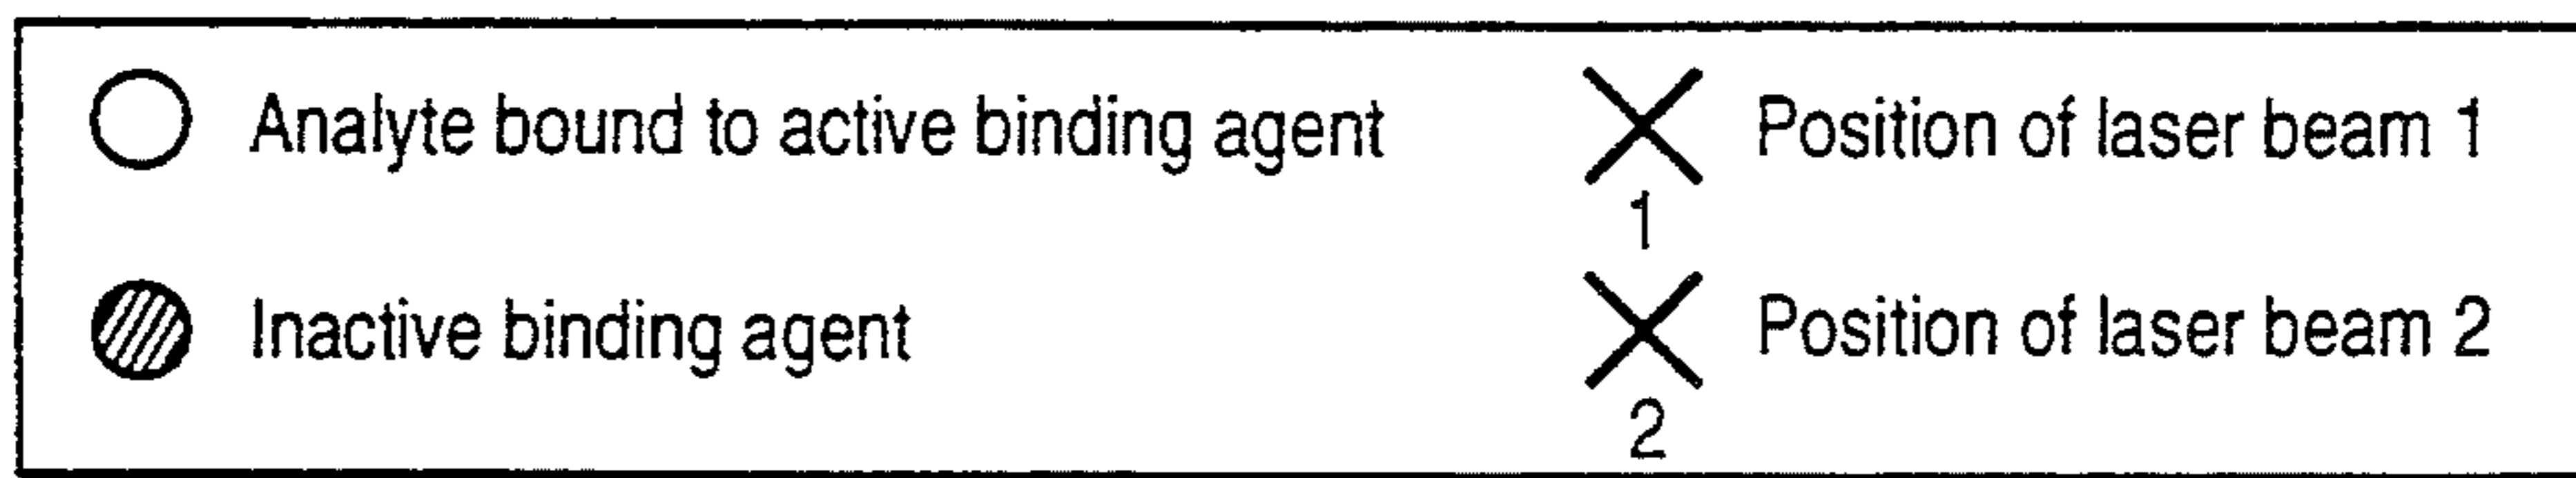 Analyte bound to active binding agent
Position of laser beam 1
1
Inactive binding agent
Position of laser beam 2
2